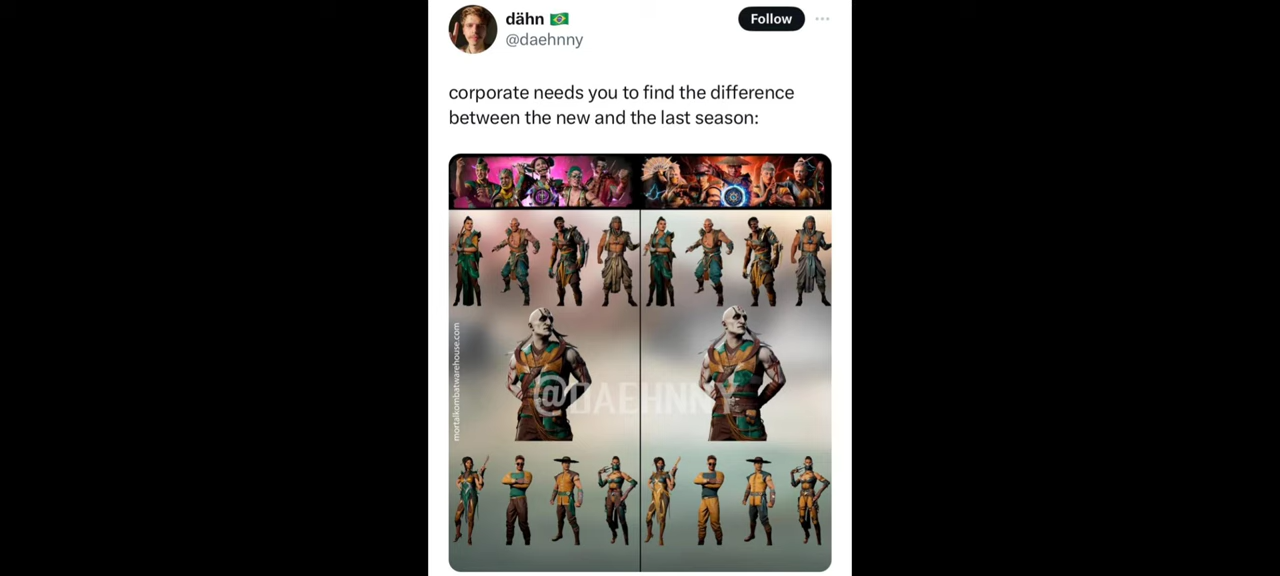 dähn 🇧🇷
@daehnny
Follow
corporate needs you to find the difference
between the new and the last season:
mortalkombatwarehouse.com
@DAEHNNY